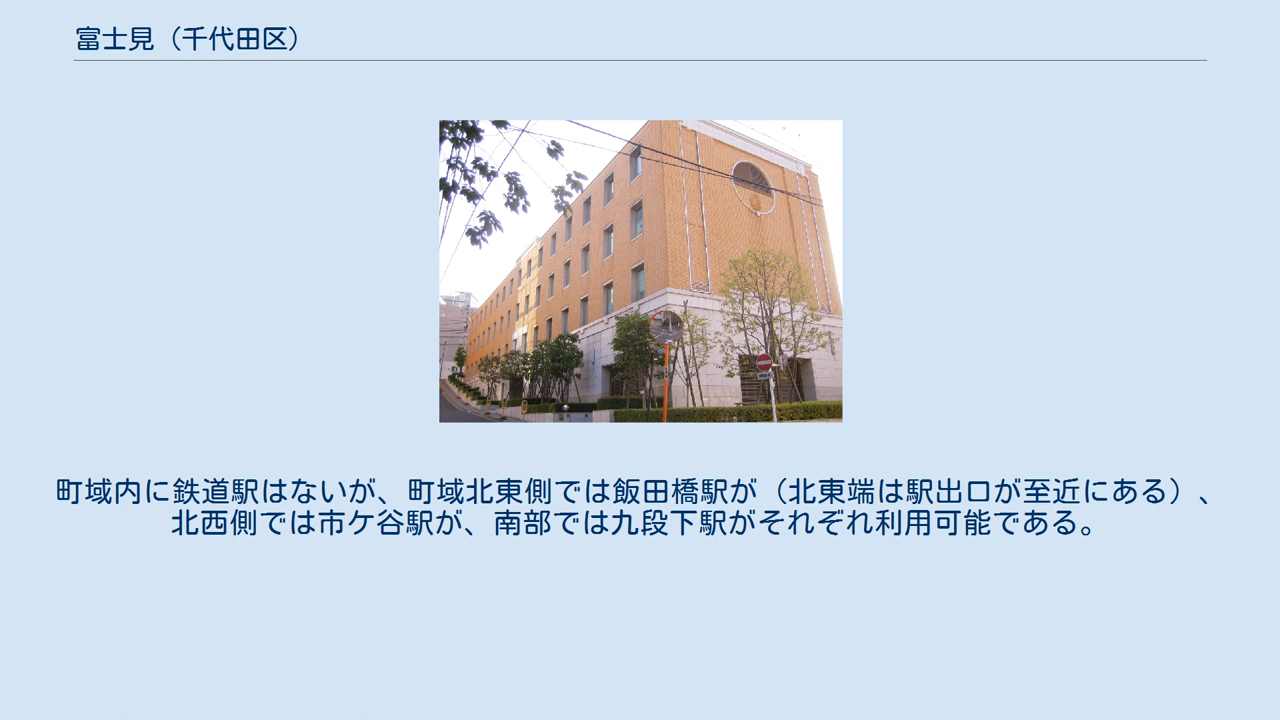 富士見（千代田区）
町域内に鉄道駅はないが、町域北東側では飯田橋駅が（北東端は駅出口が至近にある）、
北西側では市ケ谷駅が、南部では九段下駅がそれぞれ利用可能である。